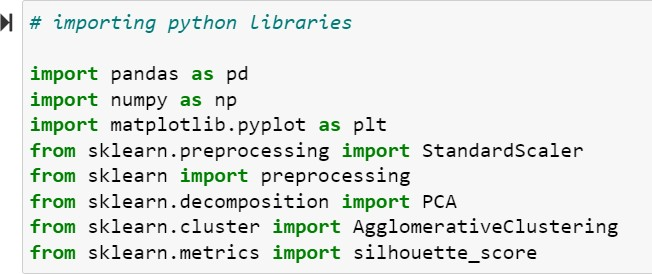 # importing python libraries
import pandas as pd
import numpy as np
import matplotlib.pyplot as plt
from sklearn.preprocessing import StandardScaler
from sklearn import preprocessing
from sklearn.decomposition import PCA
from sklearn.cluster import AgglomerativeClustering
from sklearn.metrics import silhouette_score